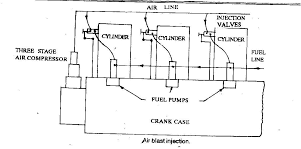 AIR LINE
INJECTION
VALVES
CYLINDER
CYLINDER
CYLINDER
THREE STAGE
AIR COMPRESSOR
FUEL
LINE
FUEL PUMPS
CRANK CASE
Air blast injection.